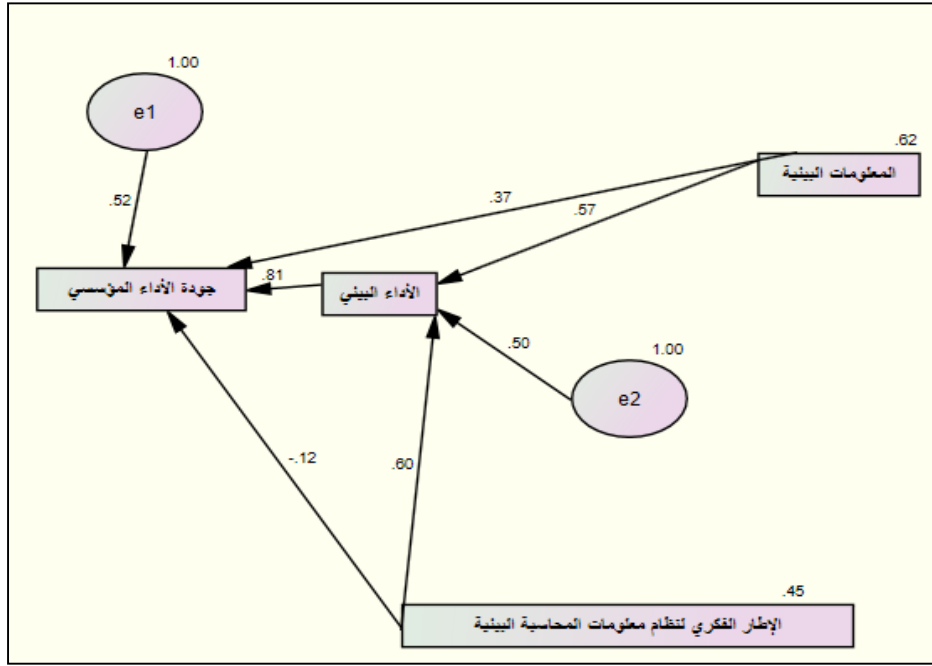 1.00
e1
.62
المعلومات البيئية
.52
.37
.57
.81
جودة الأداء المؤسسي
الأداء البيئي
.50
1.00
e2
-.12
.60
.45
الإطار الفكري لنظام معلومات المحاسبة البيئية